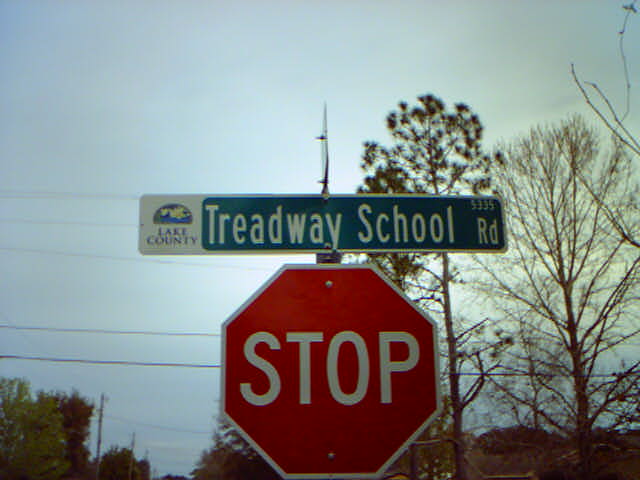 LAKE
COUNTY
Treadway School Rd
5335
STOP